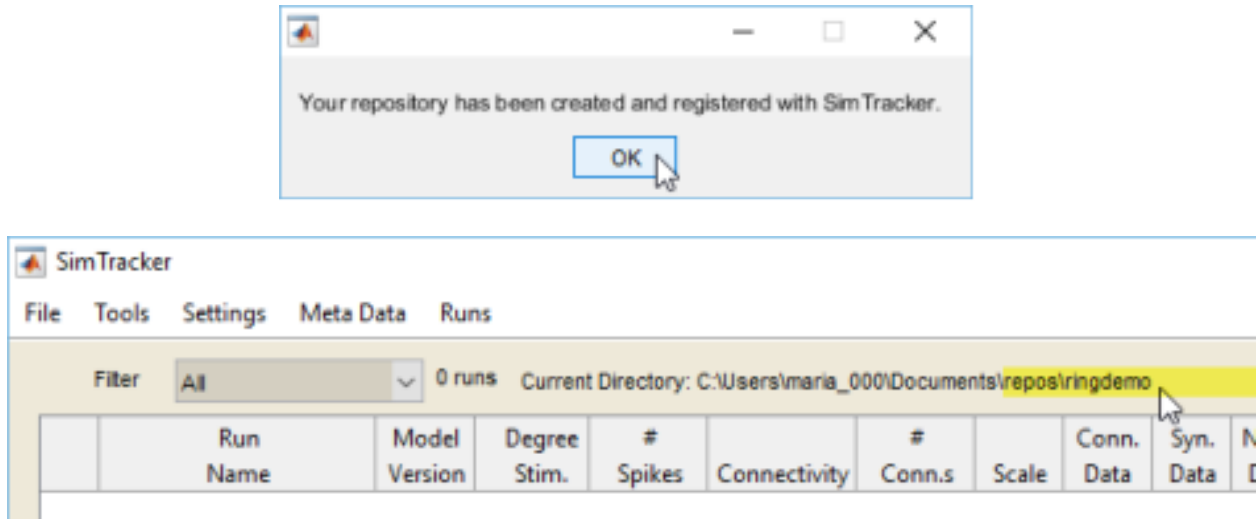 Your repository has been created and registered with SimTracker.
OK
SimTracker
File Tools Settings Meta Data Runs
Filter All 0 runs Current Directory: C:\Users\maria_000\Documents\repos\ringdemo
Run Model Degree # # Conn. Syn.
Name Version Stim. Spikes Connectivity Conn.s Scale Data Data